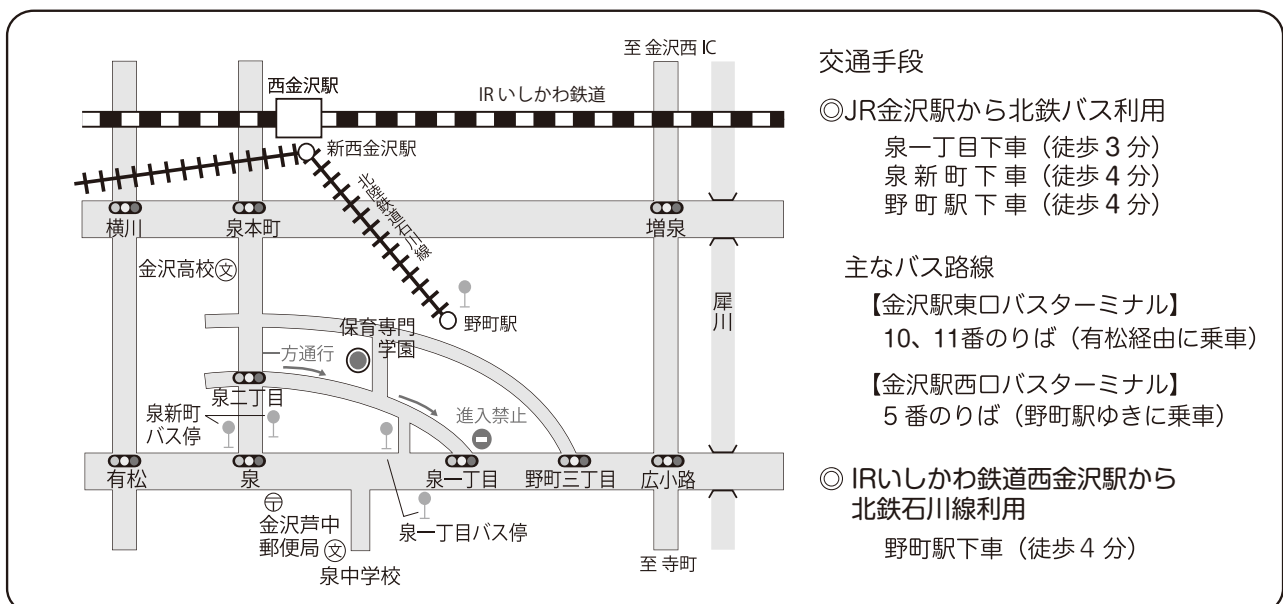 至 金沢西 IC
西金沢駅
IR いしかわ鉄道
新西金沢駅
北陸鉄道石川線
横川
泉本町
増泉
金沢高校文
犀川
野町駅
保育専門
学園
一方通行
泉二丁目
泉新町
バス停
進入禁止
有松
泉
泉一丁目
野町三丁目
広小路
〒
金沢芦中
郵便局
文
泉中学校
泉一丁目バス停
至 寺町
交通手段
◎JR金沢駅から北鉄バス利用
泉一丁目下車（徒歩 3 分）
泉 新 町 下 車（徒歩 4 分）
野 町 駅 下 車（徒歩 4 分）
主なバス路線
【金沢駅東口バスターミナル】
10、11番のりば（有松経由に乗車）
【金沢駅西口バスターミナル】
5 番のりば（野町駅ゆきに乗車）
◎ IRいしかわ鉄道西金沢駅から
北鉄石川線利用
野町駅下車（徒歩 4 分）